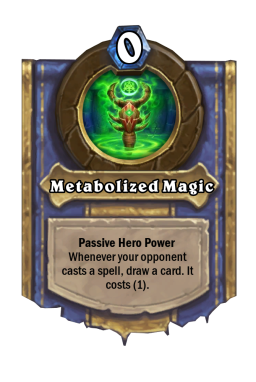 0
Metabolized Magic
Passive Hero Power
Whenever your opponent
casts a spell, draw a card. It
costs (1).